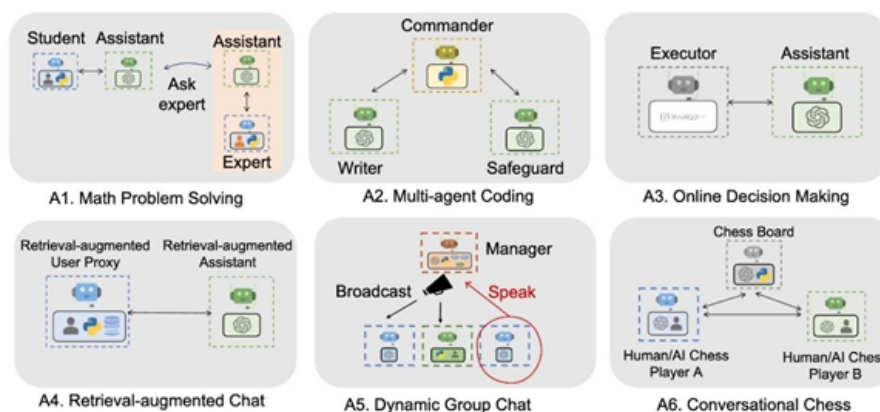 Student Assistant
Assistant
Ask
expert
Expert
A1. Math Problem Solving
Commander
Writer
Safeguard
A2. Multi-agent Coding
Executor
Assistant
A3. Online Decision Making
Retrieval-augmented
User Proxy
Retrieval-augmented
Assistant
A4. Retrieval-augmented Chat
Manager
Broadcast
Speak
A5. Dynamic Group Chat
Chess Board
Human/AI Chess
Player A
Human/AI Chess
Player B
A6. Conversational Chess